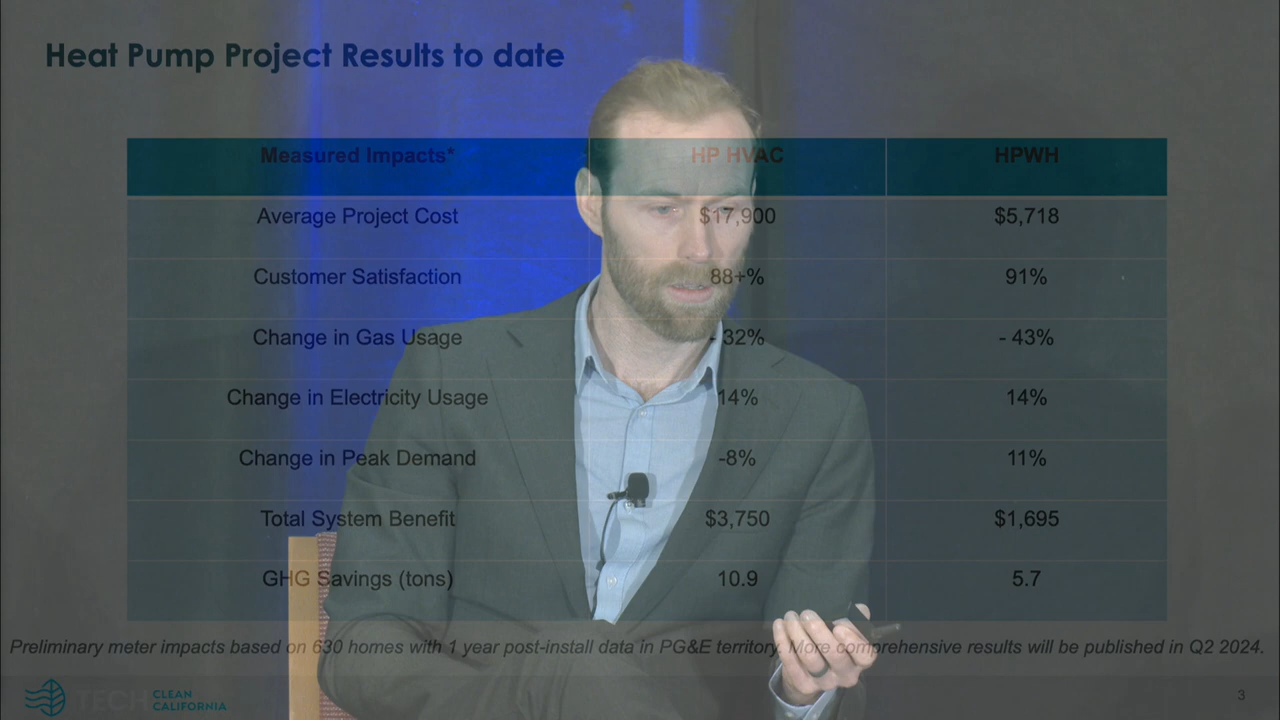 Heat Pump Project Results to date
Measured Impacts* HP HVAC HPWH
Average Project Cost $17,900 $5,718
Customer Satisfaction 88+% 91%
Change in Gas Usage - 32% - 43%
Change in Electricity Usage 14% 14%
Change in Peak Demand -8% 11%
Total System Benefit $3,750 $1,695
GHG Savings (tons) 10.9 5.7
Preliminary meter impacts based on 630 homes with 1 year post-install data in PG&E territory. More comprehensive results will be published in Q2 2024.
TECH CLEAN
CALIFORNIA
3